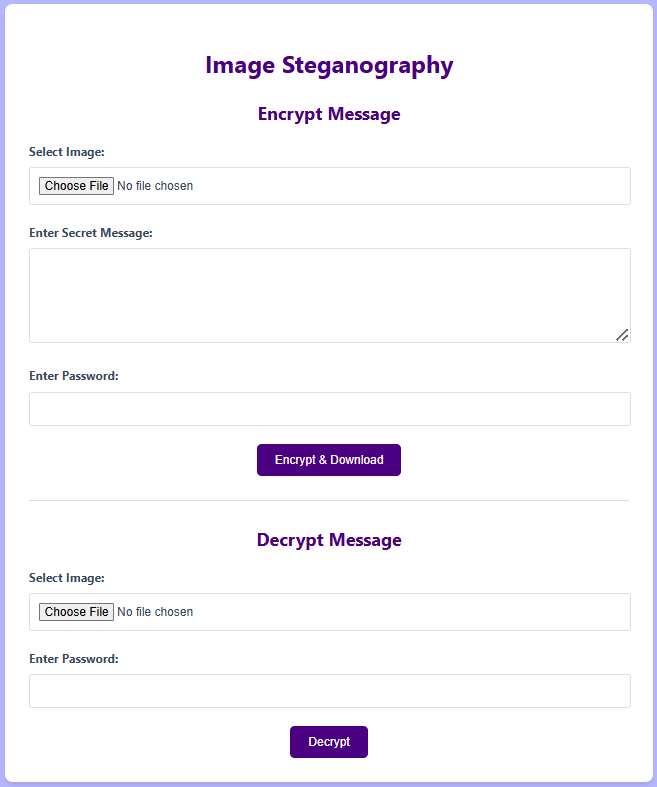 Image Steganography
Encrypt Message
Select Image:
Choose File No file chosen
Enter Secret Message:
Enter Password:
Encrypt & Download
Decrypt Message
Select Image:
Choose File No file chosen
Enter Password:
Decrypt